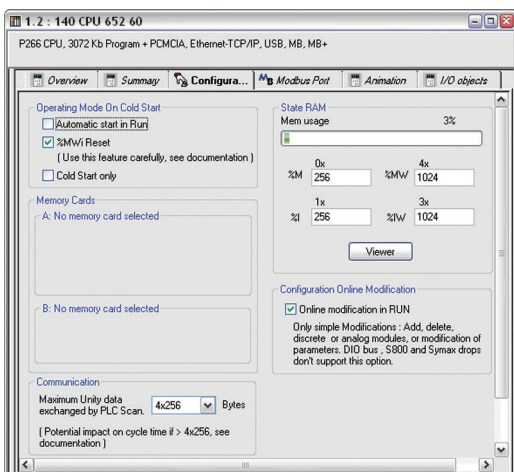 1.2 : 140 CPU 652 60
P266 CPU, 3072 Kb Program + PCMCIA, Ethernet-TCP/IP, USB, MB, MB+
Overview
Summary
Configura...
MB Modbus Port
Animation
I/O objects
Operating Mode On Cold Start
Automatic start in Run
%MWi Reset
( Use this feature carefully, see documentation )
Cold Start only
Memory Cards
A: No memory card selected
B: No memory card selected
Communication
Maximum Unity data
exchanged by PLC Scan.
4x256
Bytes
( Potential impact on cycle time if > 4x256, see
documentation )
State RAM
Mem usage 3%
0x 4x
%M 256 %MW 1024
1x 3x
%I 256 %IW 1024
Viewer
Configuration Online Modification
Online modification in RUN
Only simple Modifications : Add, delete,
discrete or analog modules, or modification of
parameters. DIO bus , S800 and Symax drops
don't support this option.